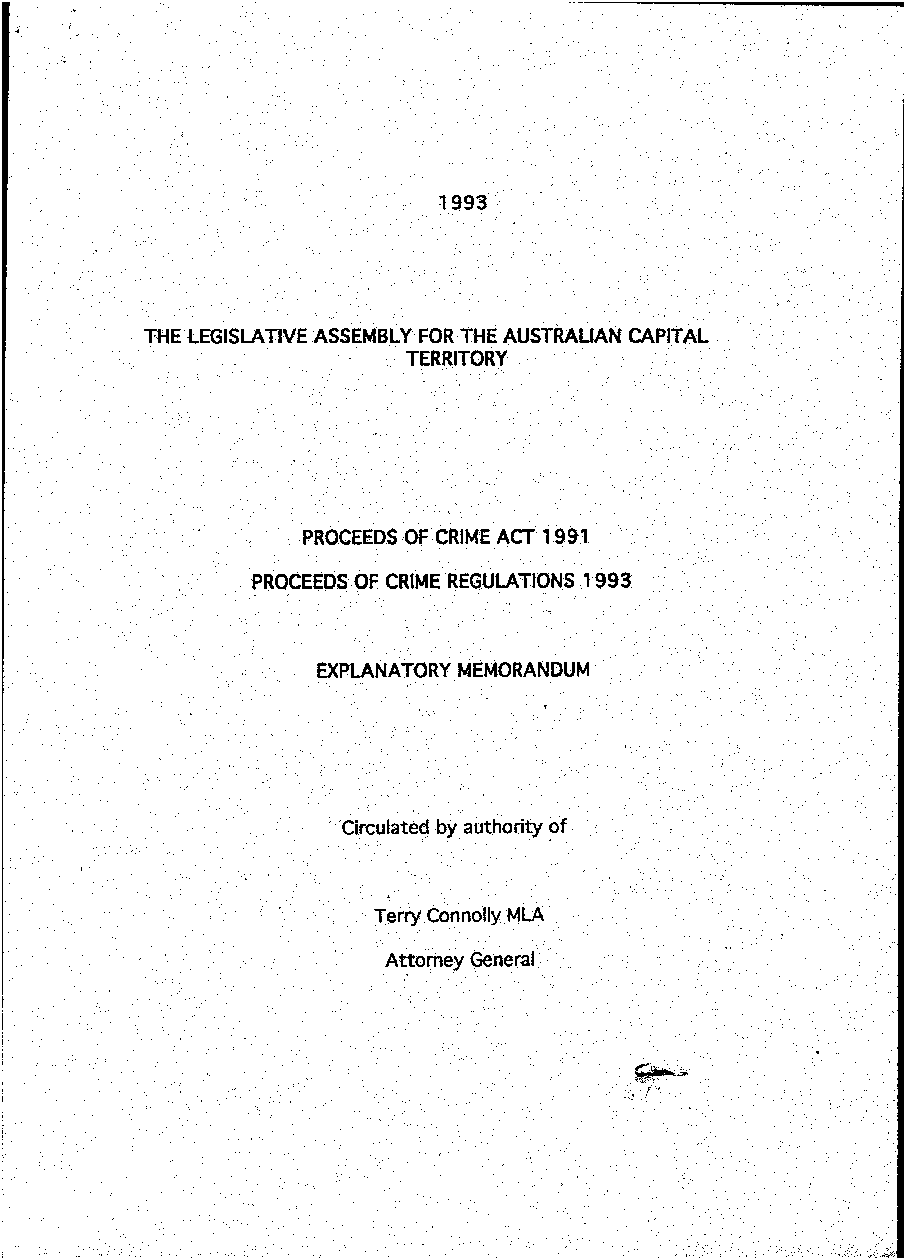 1993
THE LEGISLATIVE ASSEMBLY FOR THE AUSTRALIAN CAPITAL
TERRITORY
PROCEEDS OF CRIME ACT 1991
PROCEEDS OF CRIME REGULATIONS 1993
EXPLANATORY MEMORANDUM
Circulated by authority of
Terry Connolly MLA
Attorney General